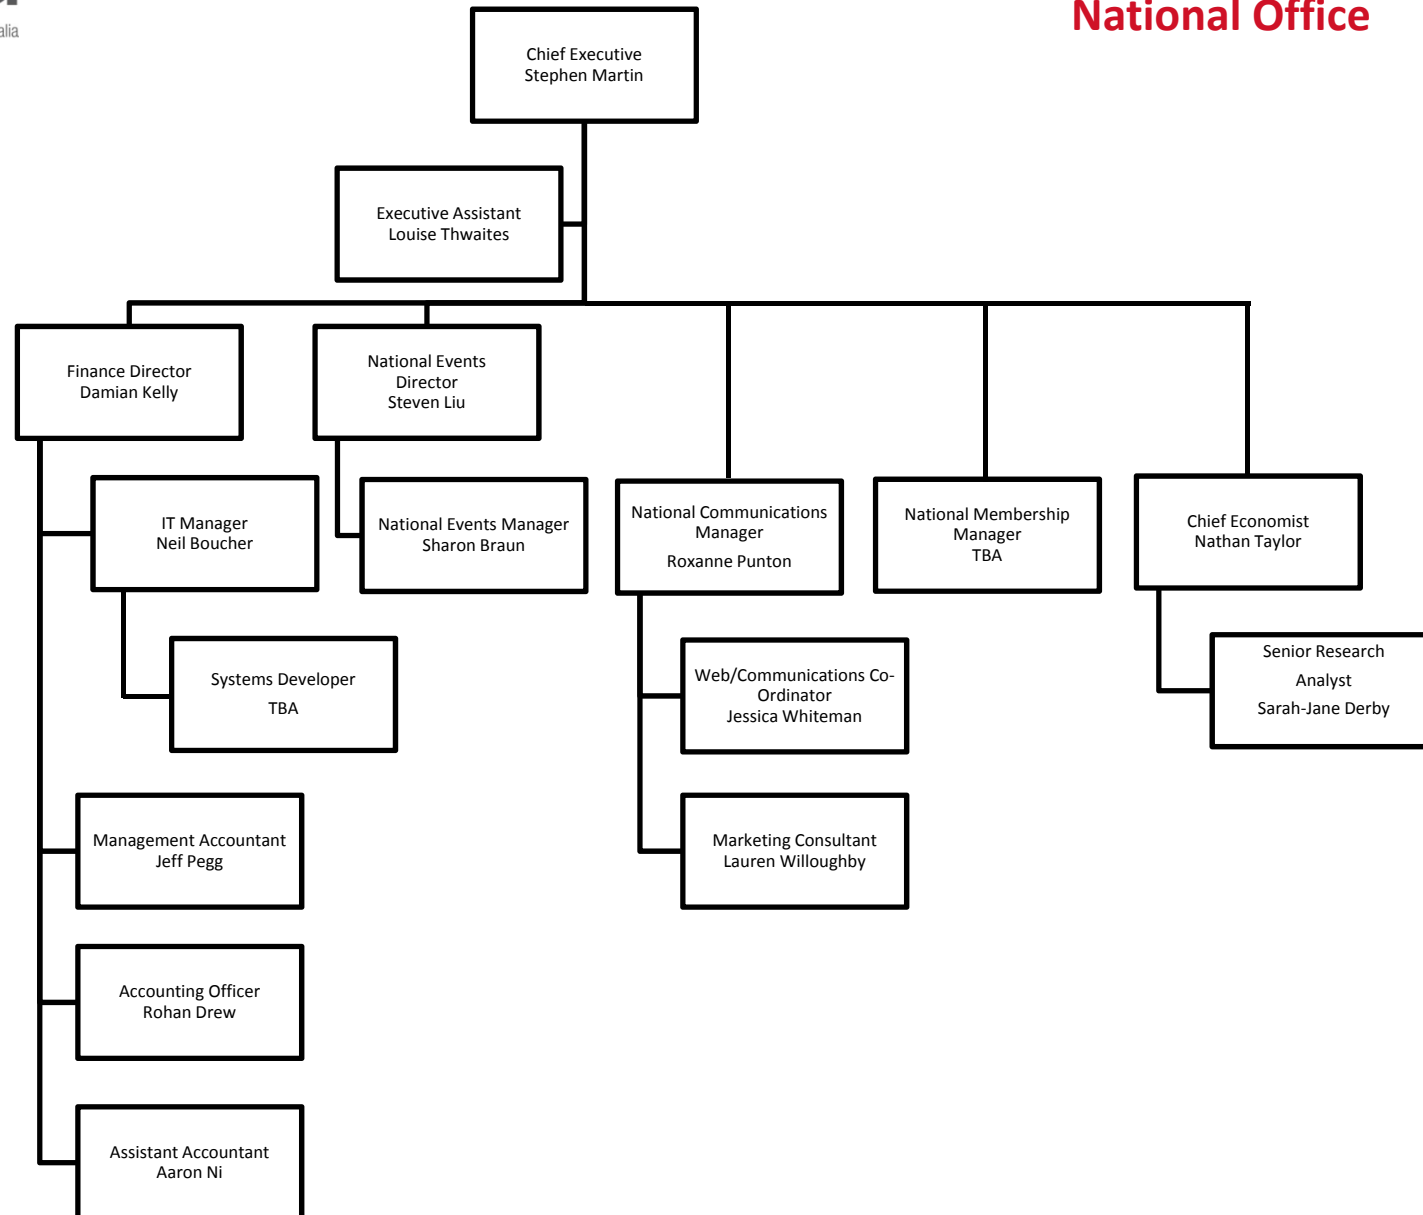 alia
National Office
Chief Executive
Stephen Martin
Executive Assistant
Louise Thwaites
Finance Director
Damian Kelly
National Events
Director
Steven Liu
IT Manager
Neil Boucher
National Events Manager
Sharon Braun
National Communications
Manager
Roxanne Punton
National Membership
Manager
TBA
Chief Economist
Nathan Taylor
Systems Developer
TBA
Web/Communications Co-
Ordinator
Jessica Whiteman
Senior Research
Analyst
Sarah-Jane Derby
Management Accountant
Jeff Pegg
Marketing Consultant
Lauren Willoughby
Accounting Officer
Rohan Drew
Assistant Accountant
Aaron Ni